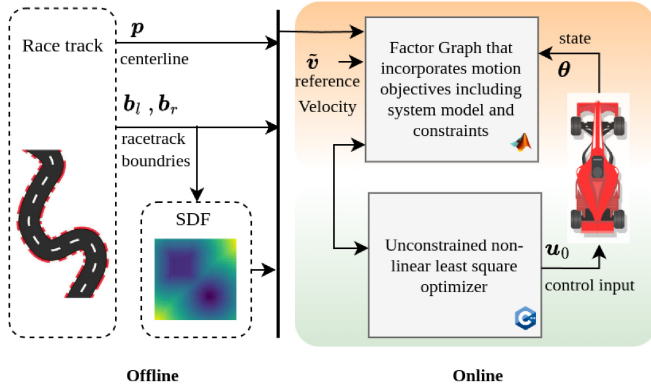 Race track
p
centerline
b_l , b_r
racetrack
boundries
SDF
ṽ
reference
Velocity
Factor Graph that
incorporates motion
objectives including
system model and
constraints
state
θ
Unconstrained non-
linear least square
optimizer
C
u_0
control input
Offline
Online